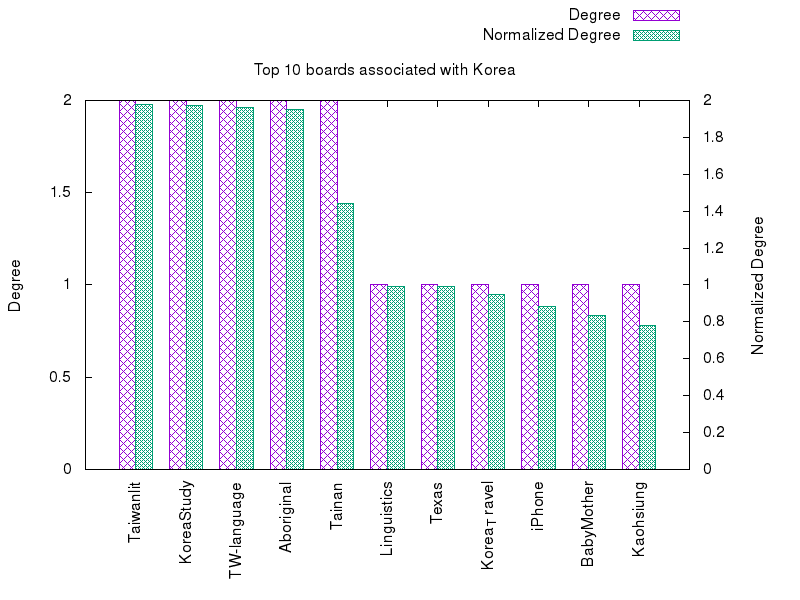 Degree
Normalized Degree
Top 10 boards associated with Korea
2
1.5
1
0.5
0
Degree
2
1.8
1.6
1.4
1.2
1
0.8
0.6
0.4
0.2
0
Normalized Degree
Taiwanlit
KoreaStudy
TW-language
Aboriginal
Tainan
Linguistics
Texas
KoreaT ravel
iPhone
BabyMother
Kaohsiung